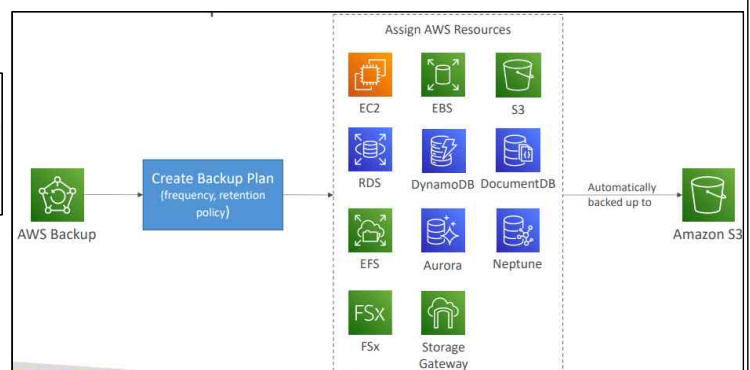 Assign AWS Resources
EC2
EBS
S3
RDS
DynamoDB
DocumentDB
EFS
Aurora
Neptune
FSx
FSx
Storage
Gateway
AWS Backup
Create Backup Plan
(frequency, retention
policy)
Automatically
backed up to
Amazon S3